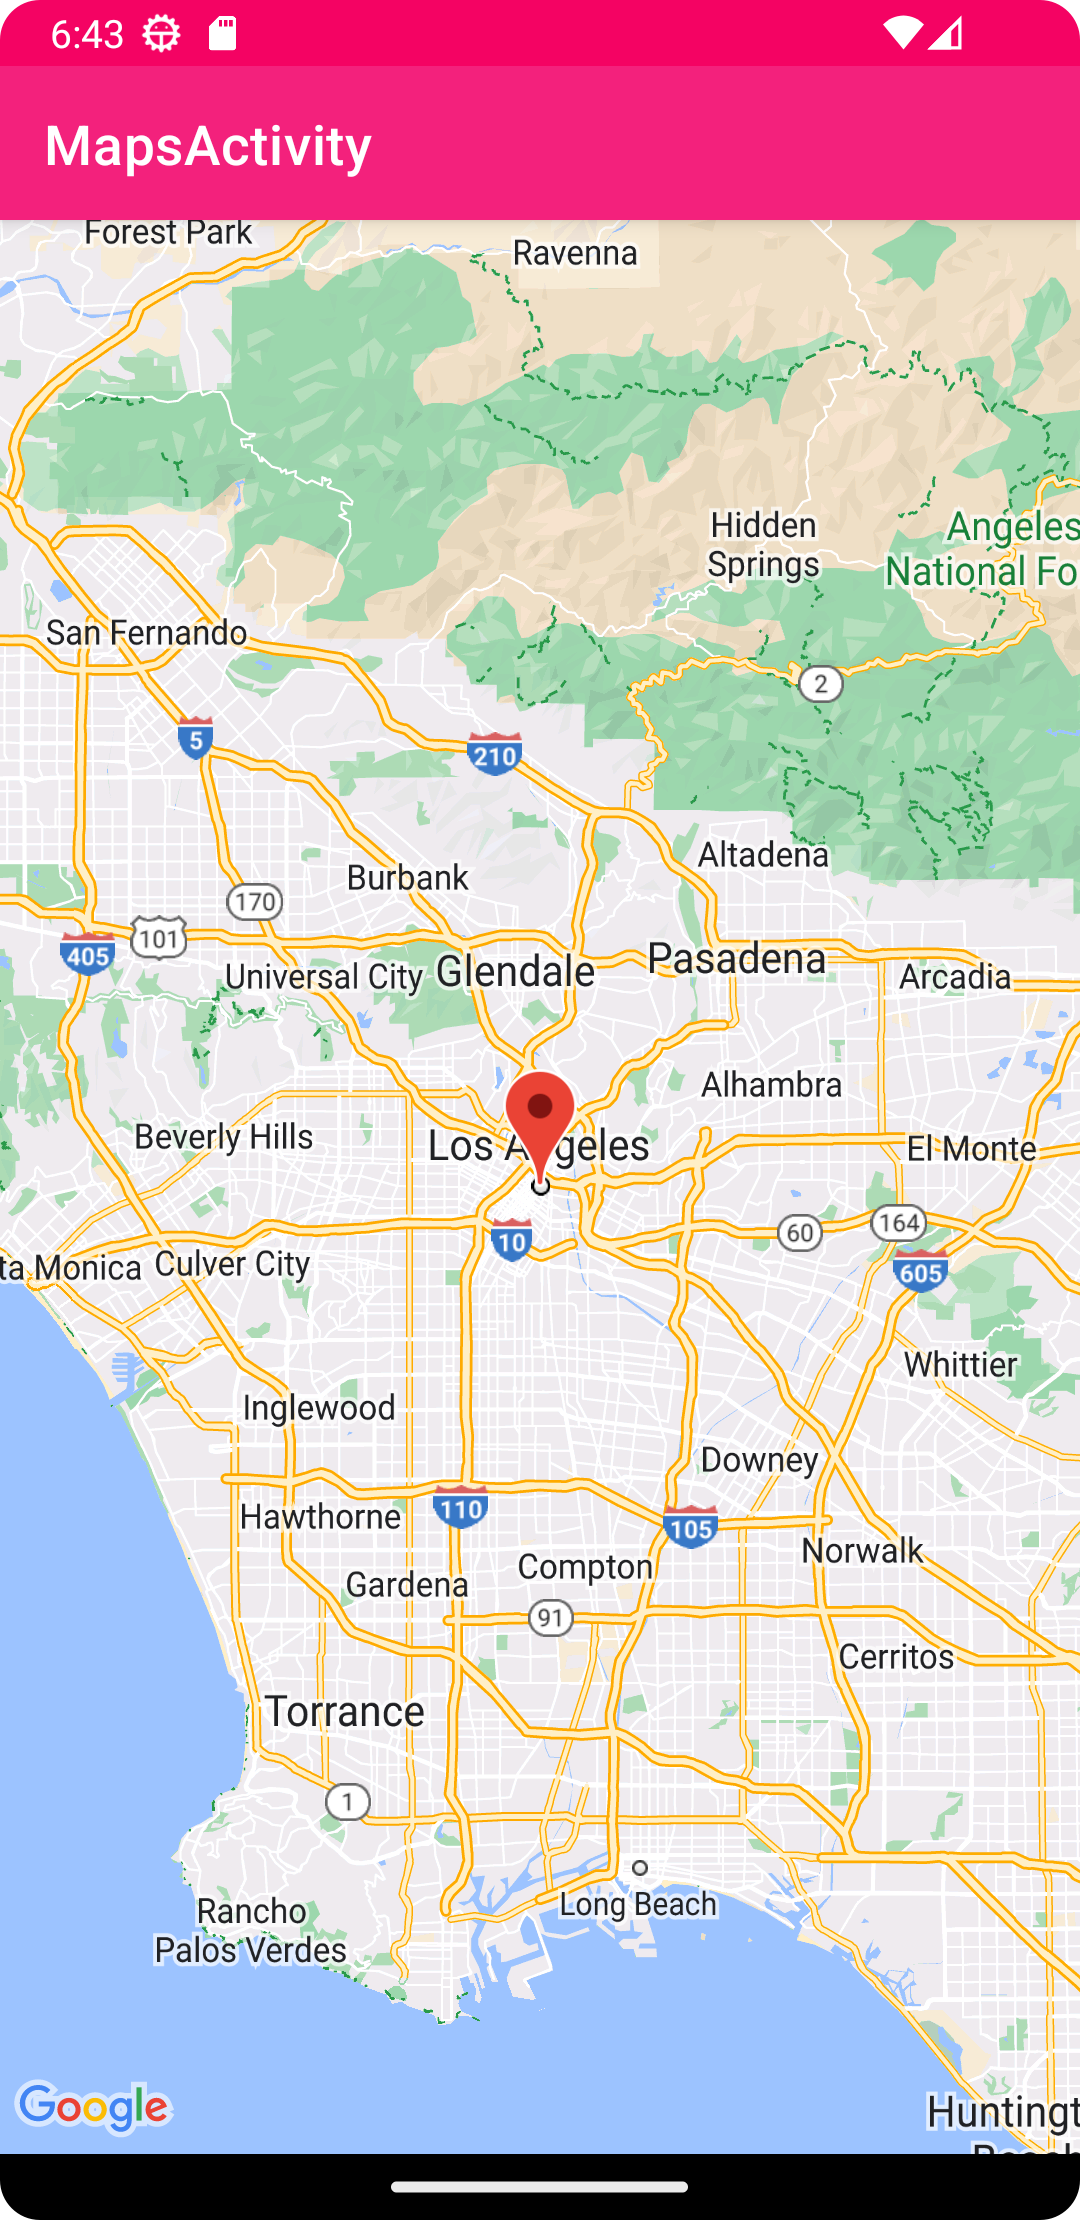 6:43
MapsActivity
Forest Park
Ravenna
Hidden
Springs
Angeles
National Fo
San Fernando
2
5
210
Altadena
Burbank
170
101
405
Universal City
Glendale
Pasadena
Arcadia
Alhambra
Beverly Hills
Los Angeles
El Monte
10
60
164
ta Monica
Culver City
605
Whittier
Inglewood
Downey
110
Hawthorne
105
Norwalk
Compton
Gardena
91
Cerritos
Torrance
1
Long Beach
Rancho
Palos Verdes
Google
Huntingt
Beach